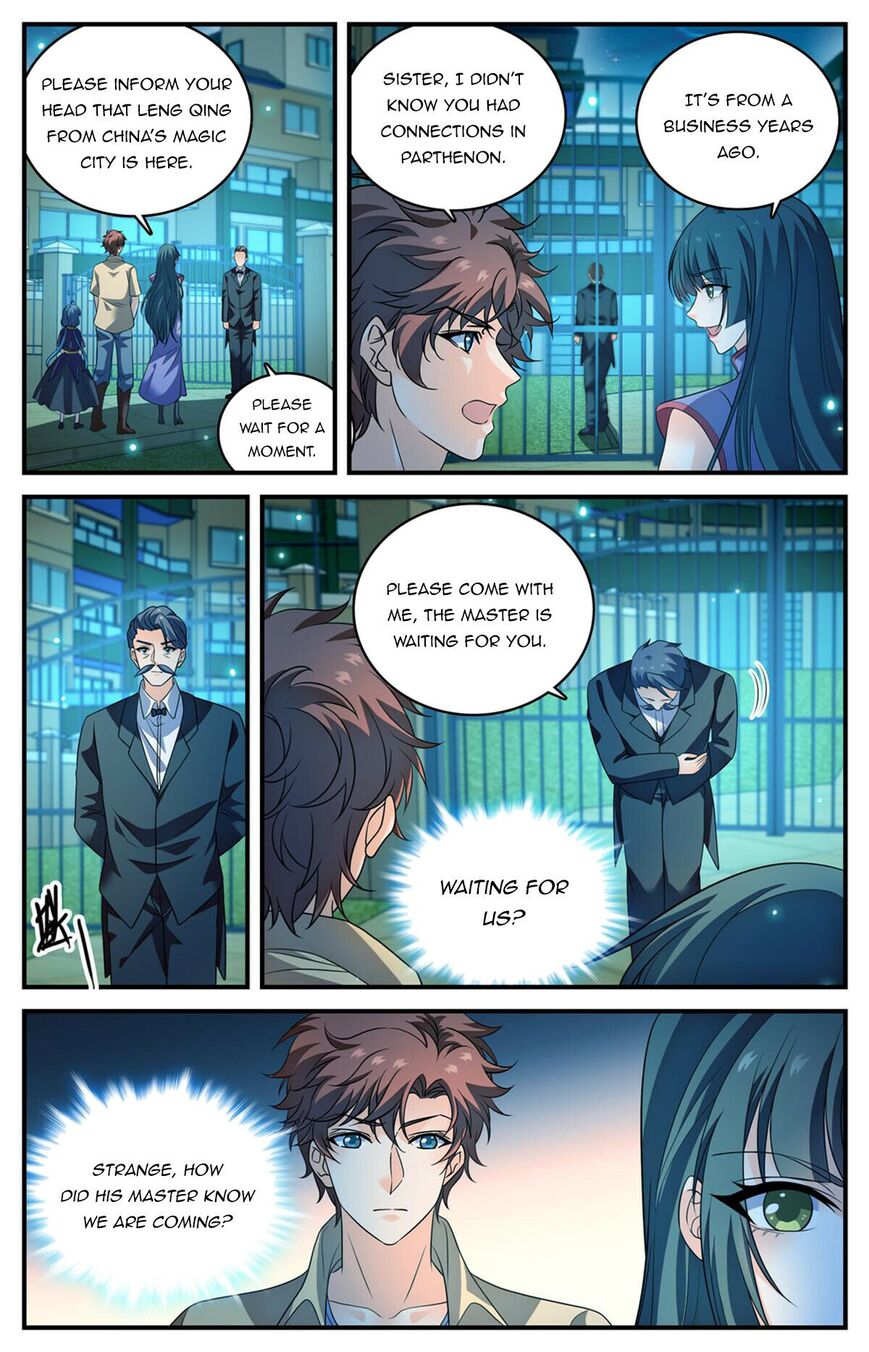 PLEASE INFORM YOUR
HEAD THAT LENG QING
FROM CHINA'S MAGIC
CITY IS HERE.
PLEASE
WAIT FOR A
MOMENT.
SISTER, I DIDN'T
KNOW YOU HAD
CONNECTIONS IN
PARTHENON.
IT'S FROM A
BUSINESS YEARS
AGO.
PLEASE COME WITH
ME, THE MASTER IS
WAITING FOR YOU.
WAITING FOR
US?
STRANGE, HOW
DID HIS MASTER KNOW
WE ARE COMING?